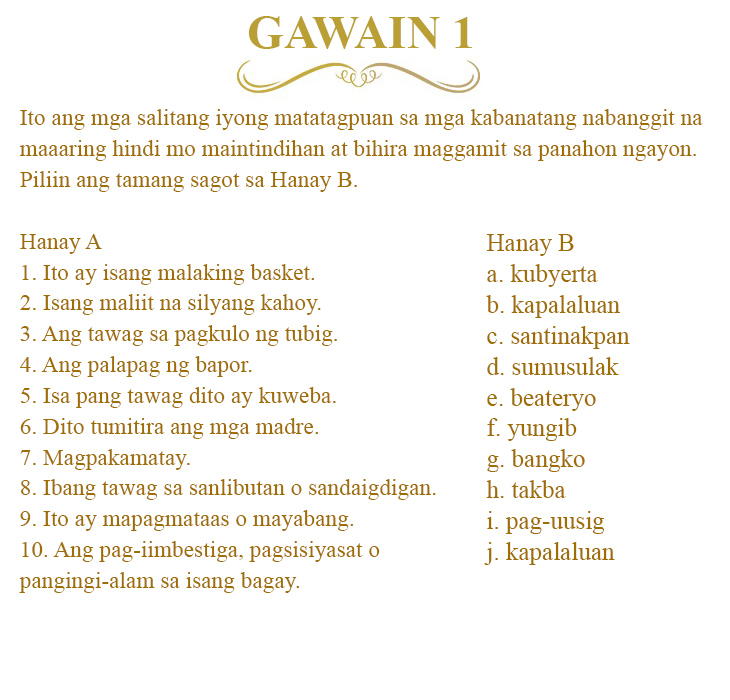 GAWAIN 1
Ito ang mga salitang iyong matatagpuan sa mga kabanatang nabanggit na
maaaring hindi mo maintindihan at bihira maggamit sa panahon ngayon.
Piliin ang tamang sagot sa Hanay B.
Hanay A
1. Ito ay isang malaking basket.
2. Isang maliit na silyang kahoy.
3. Ang tawag sa pagkulo ng tubig.
4. Ang palapag ng bapor.
5. Isa pang tawag dito ay kuweba.
6. Dito tumitira ang mga madre.
7. Magpakamatay.
8. Ibang tawag sa sanlibutan o sandaigdigan.
9. Ito ay mapagmataas o mayabang.
10. Ang pag-iimbestiga, pagsisiyasat o
pangingi-alam sa isang bagay.
Hanay B
a. kubyerta
b. kapalaluan
c. santinakpan
d. sumusulak
e. beateryo
f. yungib
g. bangko
h. takba
i. pag-uusig
j. kapalaluan